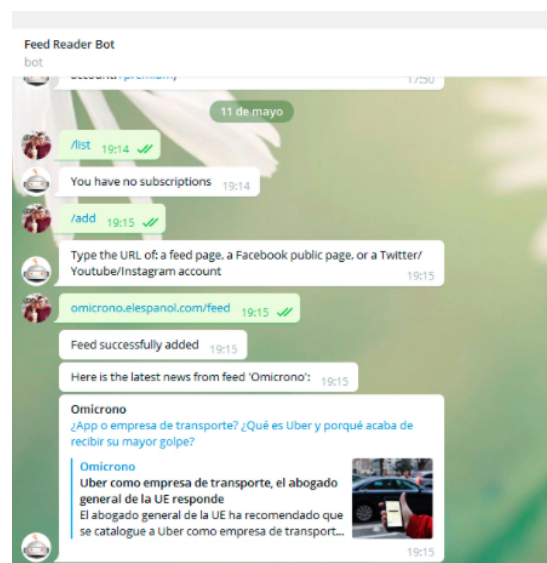 Feed Reader Bot
bot
17:50
11 de mayo
/list 19:14
You have no subscriptions 19:14
/add 19:15
Type the URL of: a feed page, a Facebook public page, or a Twitter/
Youtube/Instagram account 19:15
omicrono.elespanol.com/feed 19:15
Feed successfully added 19:15
Here is the latest news from feed 'Omicrono': 19:15
Omicrono
¿App o empresa de transporte? ¿Qué es Uber y porqué acaba de
recibir su mayor golpe?
Omicrono
Uber como empresa de transporte, el abogado
general de la UE responde
El abogado general de la UE ha recomendado que
se catalogue a Uber como empresa de transport...
19:15